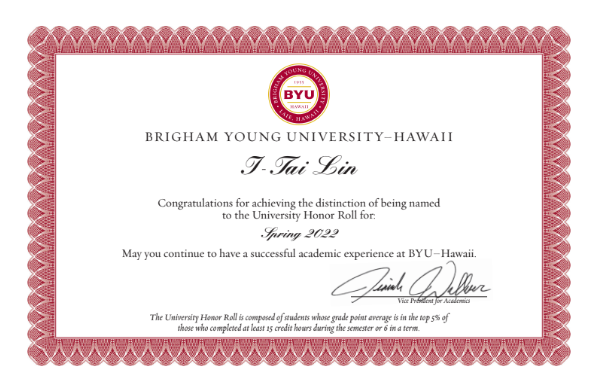 BRIGHAM YOUNG UNIVERSITY
1955
BYU
HAWAII
LAIE, HAWAII
BRIGHAM YOUNG UNIVERSITY–HAWAII
I-Tai Lin
Congratulations for achieving the distinction of being named
to the University Honor Roll for:
Spring 2022
May you continue to have a successful academic experience at BYU–Hawaii.
Vice President for Academics
The University Honor Roll is composed of students whose grade point average is in the top 5% of
those who completed at least 15 credit hours during the semester or 6 in a term.